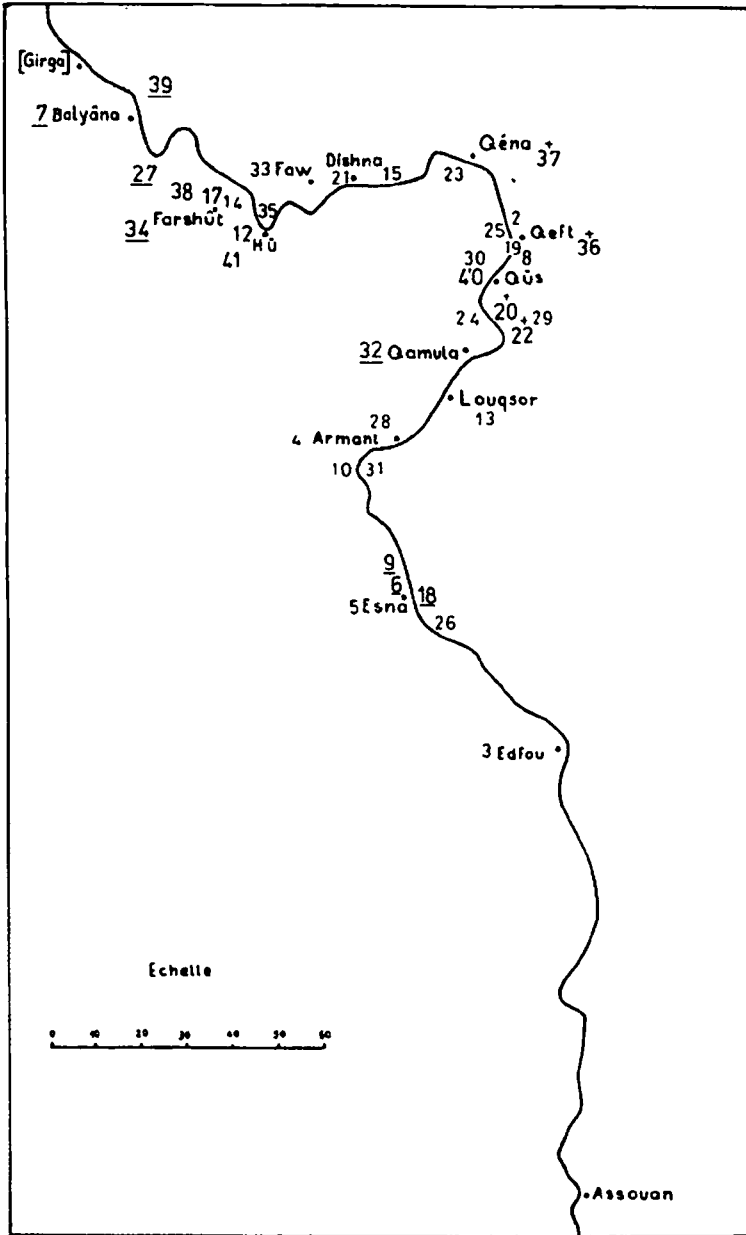 [Girga]
39
7 Balyâna
27
33 Faw
Dishna
21
15
Qéna +
23
37
38
17
14
35
34 Farshût
12
Hû
41
2
25
Qeft +
19
36
30
8
40
Qûs
+
24
20
+ 29
22
32 Qamula
Louqsor
13
28
4 Armant
10
31
9
6
18
5 Esna
26
3 Edfou
Echelle
0 10 20 30 40 50 60
Assouan